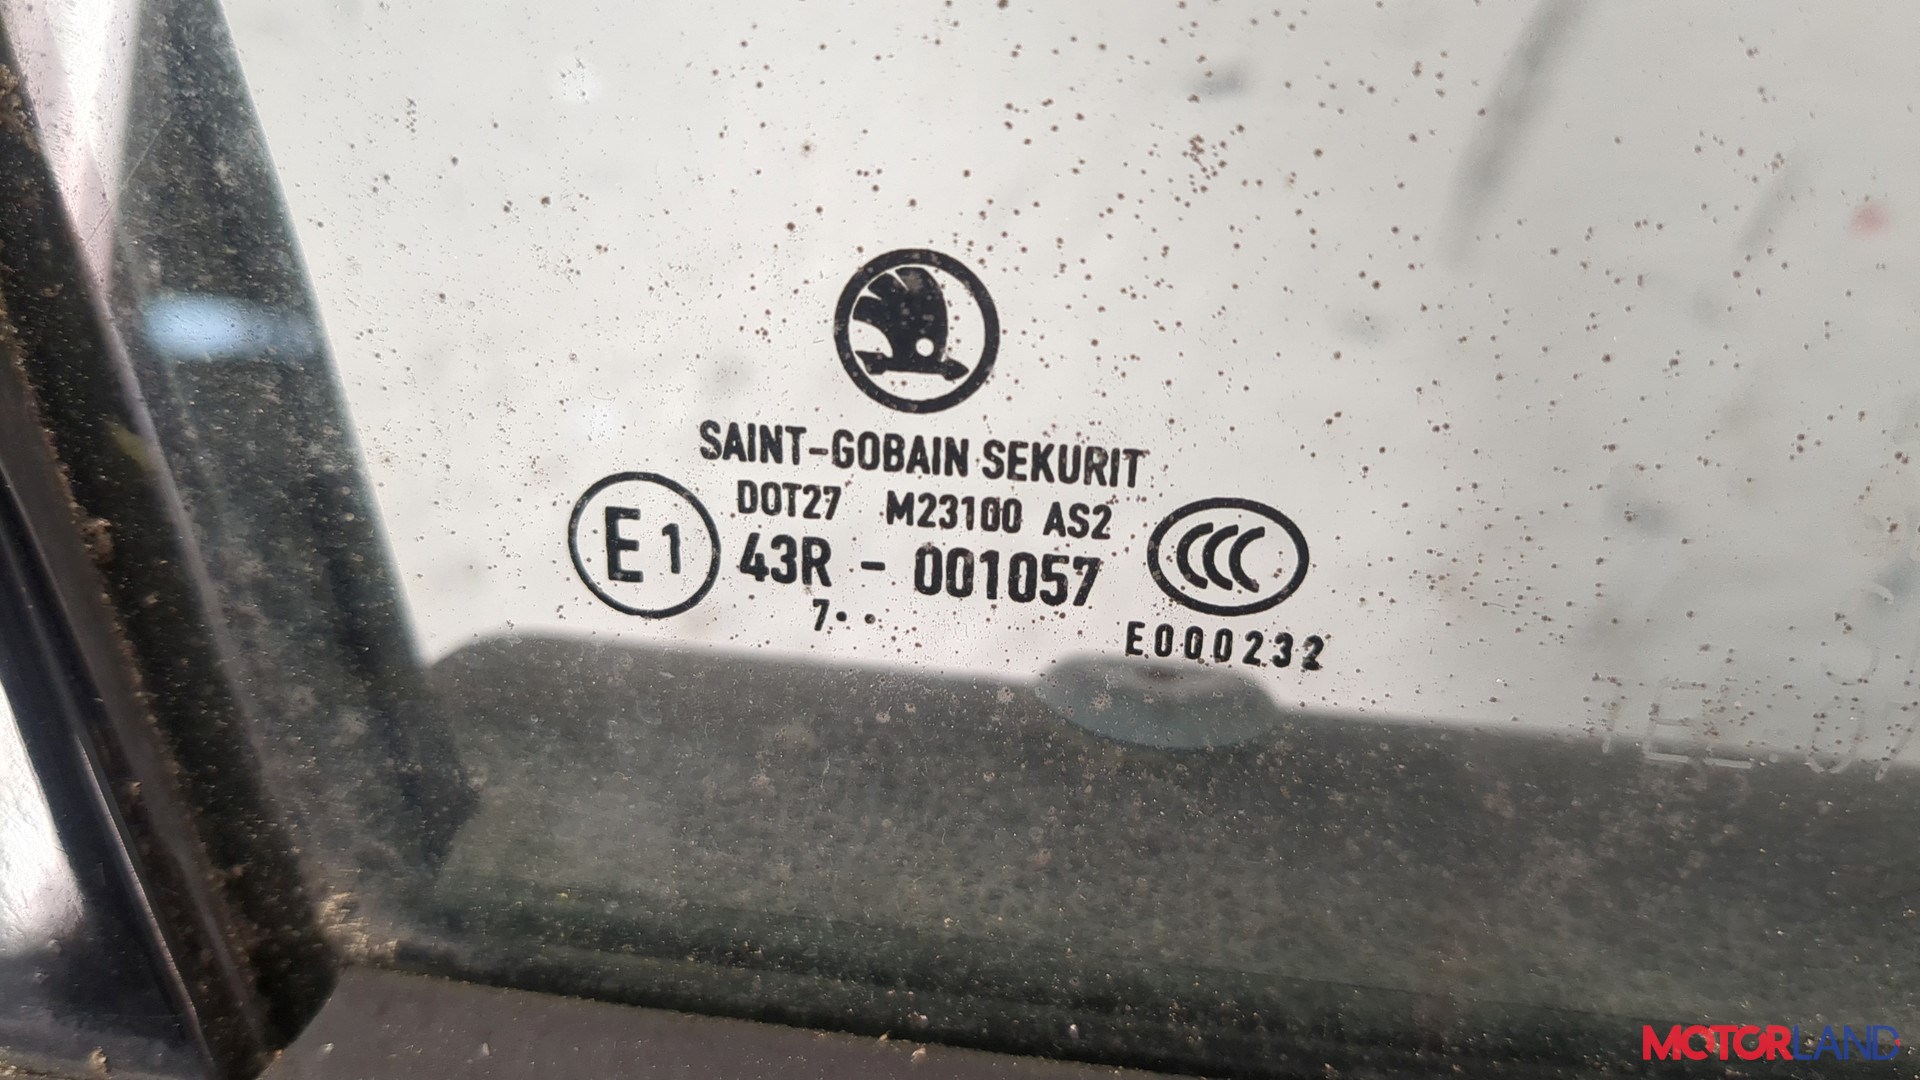 SAINT-GOBAIN SEKURIT
DOT27 M23100 AS2
E1 43R - 001057
CCC
7••
E000232
MOTORLAND